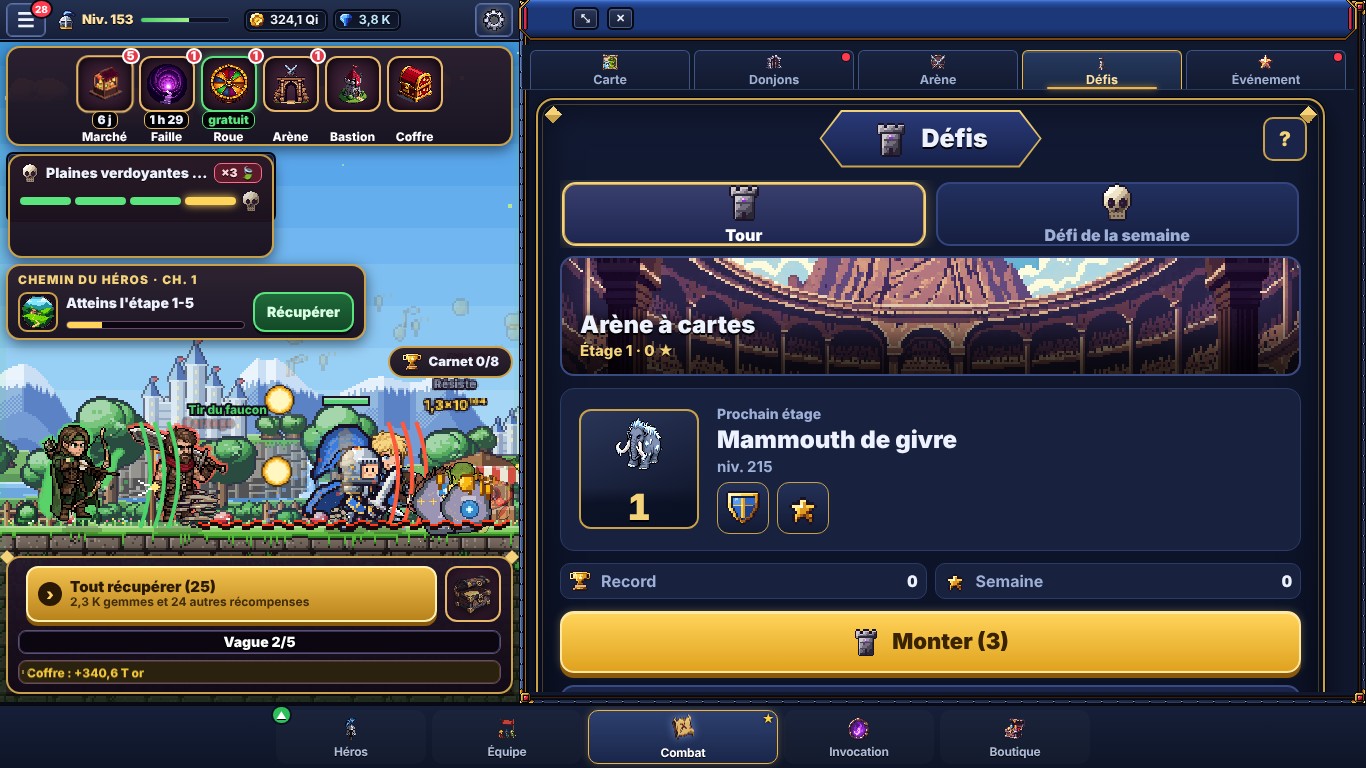 28
Niv. 153
324,1 Qi
3,8 K
5
1
1
1
6 j
1 h 29
gratuit
Marché
Faille
Roue
Arène
Bastion
Coffre
Plaines verdoyantes ...
×3
CHEMIN DU HÉROS · CH. 1
Atteins l'étape 1-5
Récupérer
Carnet 0/8
Résiste
Tir du faucon
Tout récupérer (25)
2,3 K gemmes et 24 autres récompenses
Vague 2/5
Coffre : +340,6 T or
Carte
Donjons
Arène
Défis
Événement
Défis
?
Tour
Défi de la semaine
Arène à cartes
Étage 1 · 0 ★
Prochain étage
Mammouth de givre
niv. 215
1
Record
0
Semaine
0
Monter (3)
Héros
Équipe
Combat
Invocation
Boutique